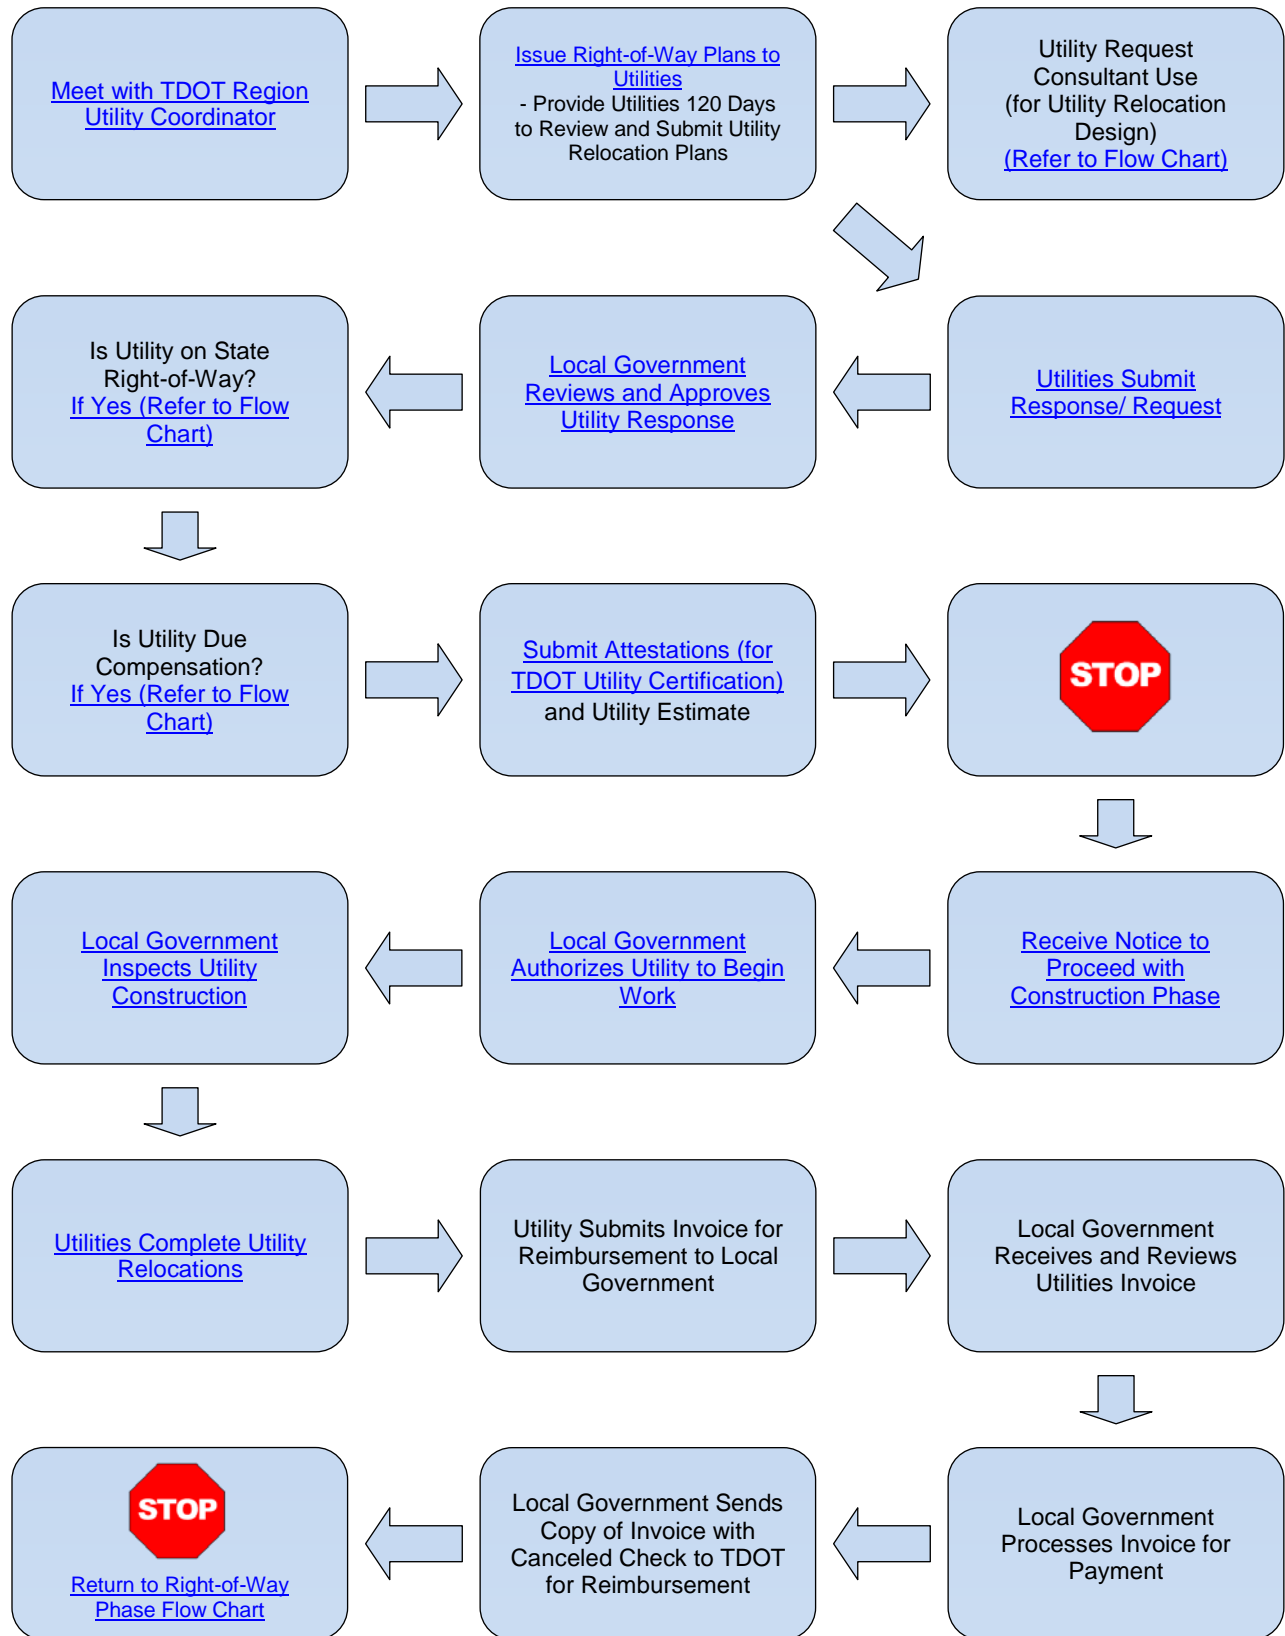 Meet with TDOT Region
Utility Coordinator
Issue Right-of-Way Plans to
Utilities
- Provide Utilities 120 Days
to Review and Submit Utility
Relocation Plans
Utility Request
Consultant Use
(for Utility Relocation
Design)
(Refer to Flow Chart)
Utilities Submit
Response/ Request
Local Government
Reviews and Approves
Utility Response
Is Utility on State
Right-of-Way?
If Yes (Refer to Flow
Chart)
Is Utility Due
Compensation?
If Yes (Refer to Flow
Chart)
Submit Attestations (for
TDOT Utility Certification)
and Utility Estimate
STOP
Receive Notice to
Proceed with
Construction Phase
Local Government
Authorizes Utility to Begin
Work
Local Government
Inspects Utility
Construction
Utilities Complete Utility
Relocations
Utility Submits Invoice for
Reimbursement to Local
Government
Local Government
Receives and Reviews
Utilities Invoice
Local Government
Processes Invoice for
Payment
Local Government Sends
Copy of Invoice with
Canceled Check to TDOT
for Reimbursement
STOP
Return to Right-of-Way
Phase Flow Chart